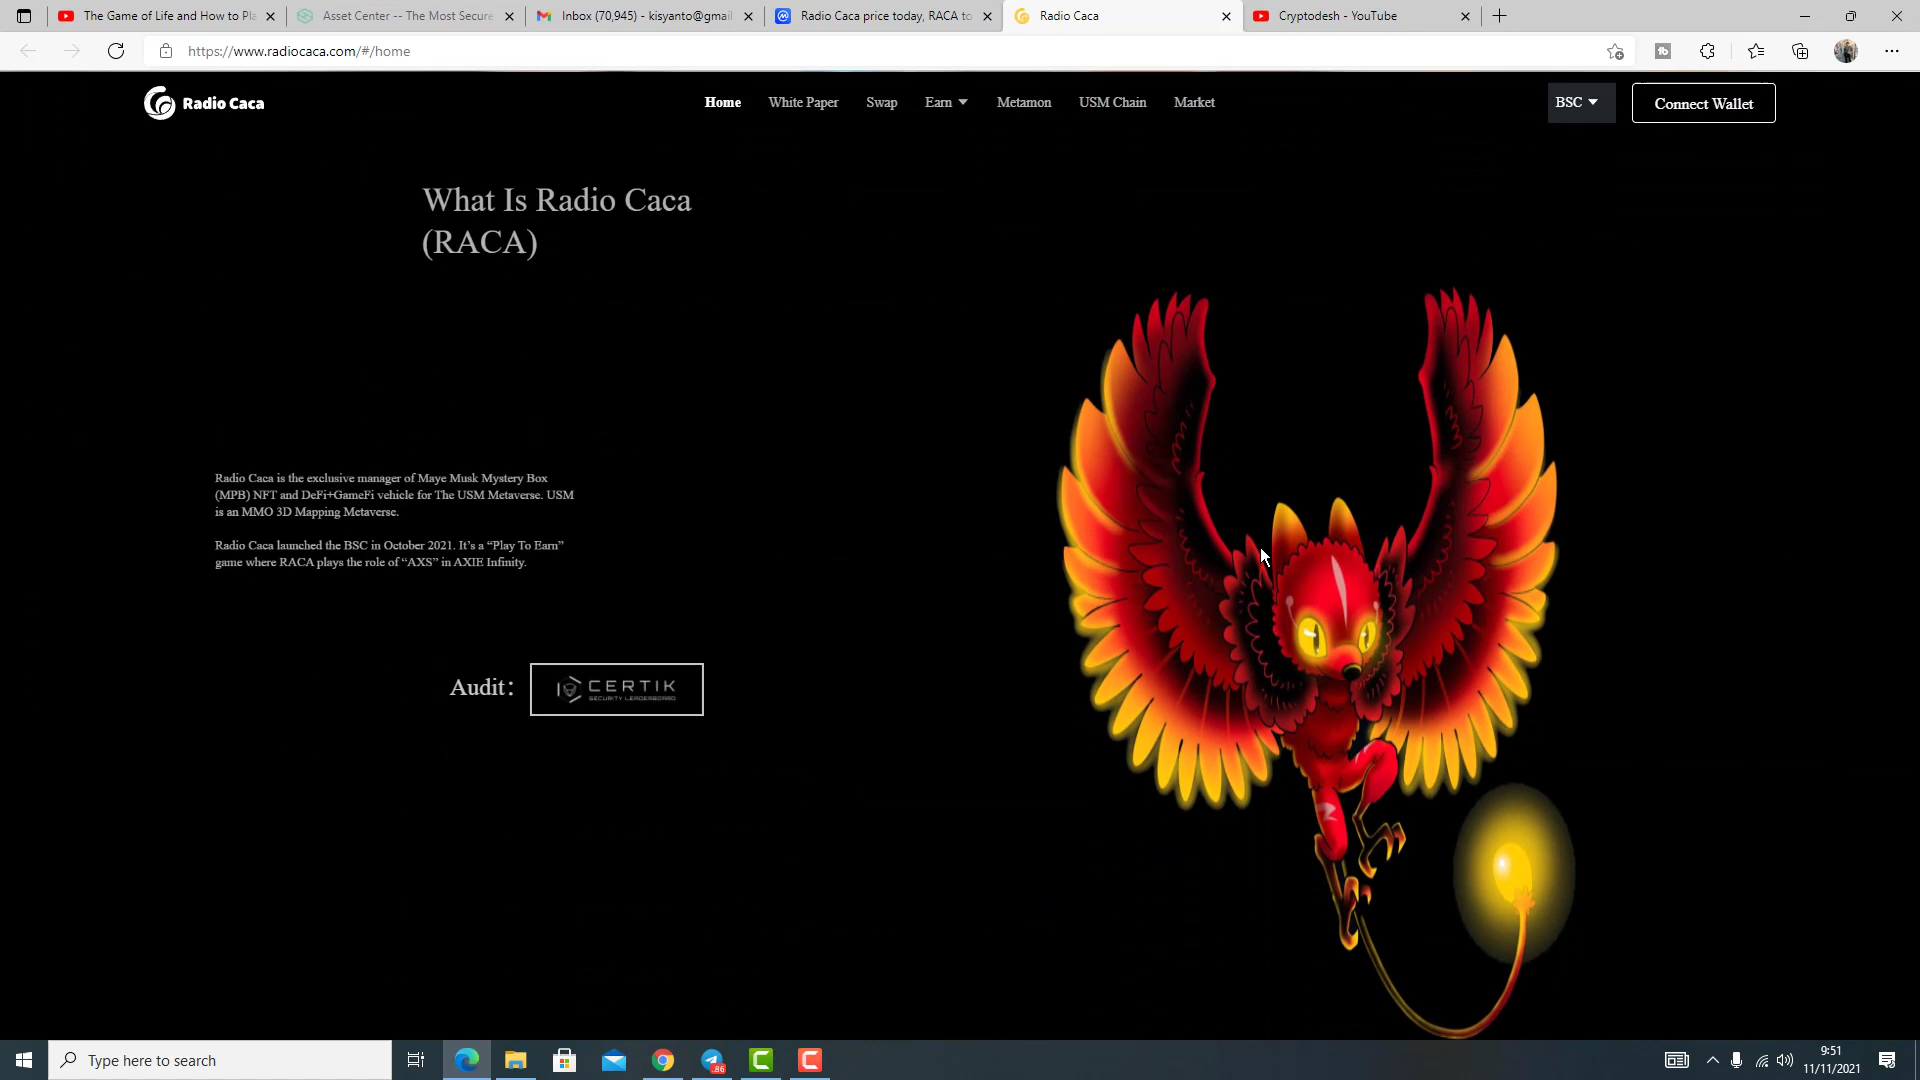 The Game of Life and How to Pla
Asset Center -- The Most Secure
Inbox (70,945) - kisyanto@gmail
Radio Caca price today, RACA to
Radio Caca
Cryptodesh - YouTube
https://www.radiocaca.com/#/home
Radio Caca
Home
White Paper
Swap
Earn
Metamon
USM Chain
Market
BSC
Connect Wallet
What Is Radio Caca
(RACA)
Radio Caca is the exclusive manager of Maye Musk Mystery Box
(MPB) NFT and DeFi+GameFi vehicle for The USM Metaverse. USM
is an MMO 3D Mapping Metaverse.
Radio Caca launched the BSC in October 2021. It's a “Play To Earn”
game where RACA plays the role of “AXS” in AXIE Infinity.
Audit：
CERTIK
SECURITY LEADERBOARD
Type here to search
86
9:51
11/11/2021